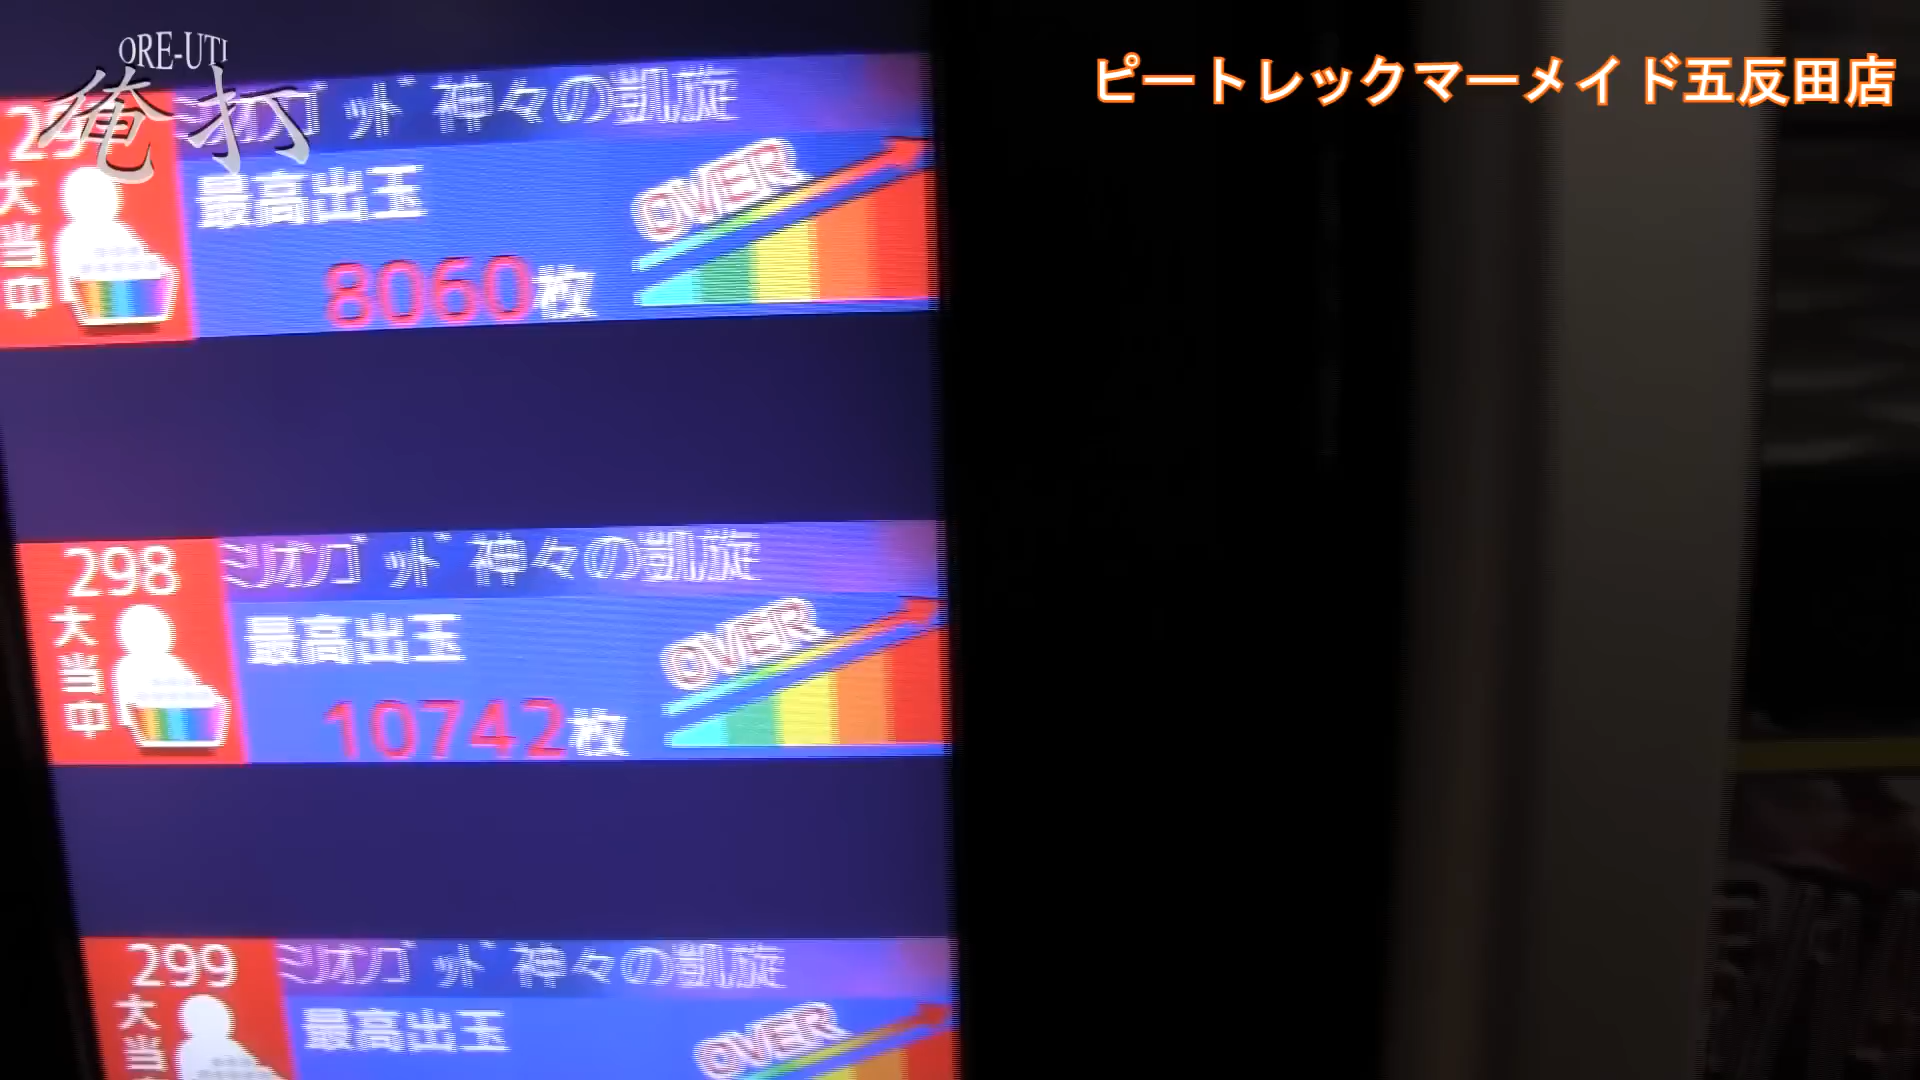 ORE-UTI
俺打
ピートレックマーメイド五反田店
ミリオンゴッド 神々の凱旋
大当中
最高出玉
OVER
8060枚
298
ミリオンゴッド 神々の凱旋
大当中
最高出玉
OVER
10742枚
299
ミリオンゴッド 神々の凱旋
大当
最高出玉
OVER